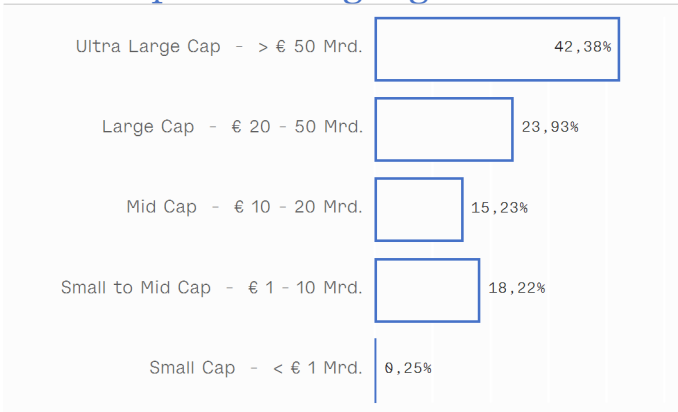 Ultra Large Cap - > € 50 Mrd. 42,38%
Large Cap - € 20 - 50 Mrd. 23,93%
Mid Cap - € 10 - 20 Mrd. 15,23%
Small to Mid Cap - € 1 - 10 Mrd. 18,22%
Small Cap - < € 1 Mrd. 0,25%